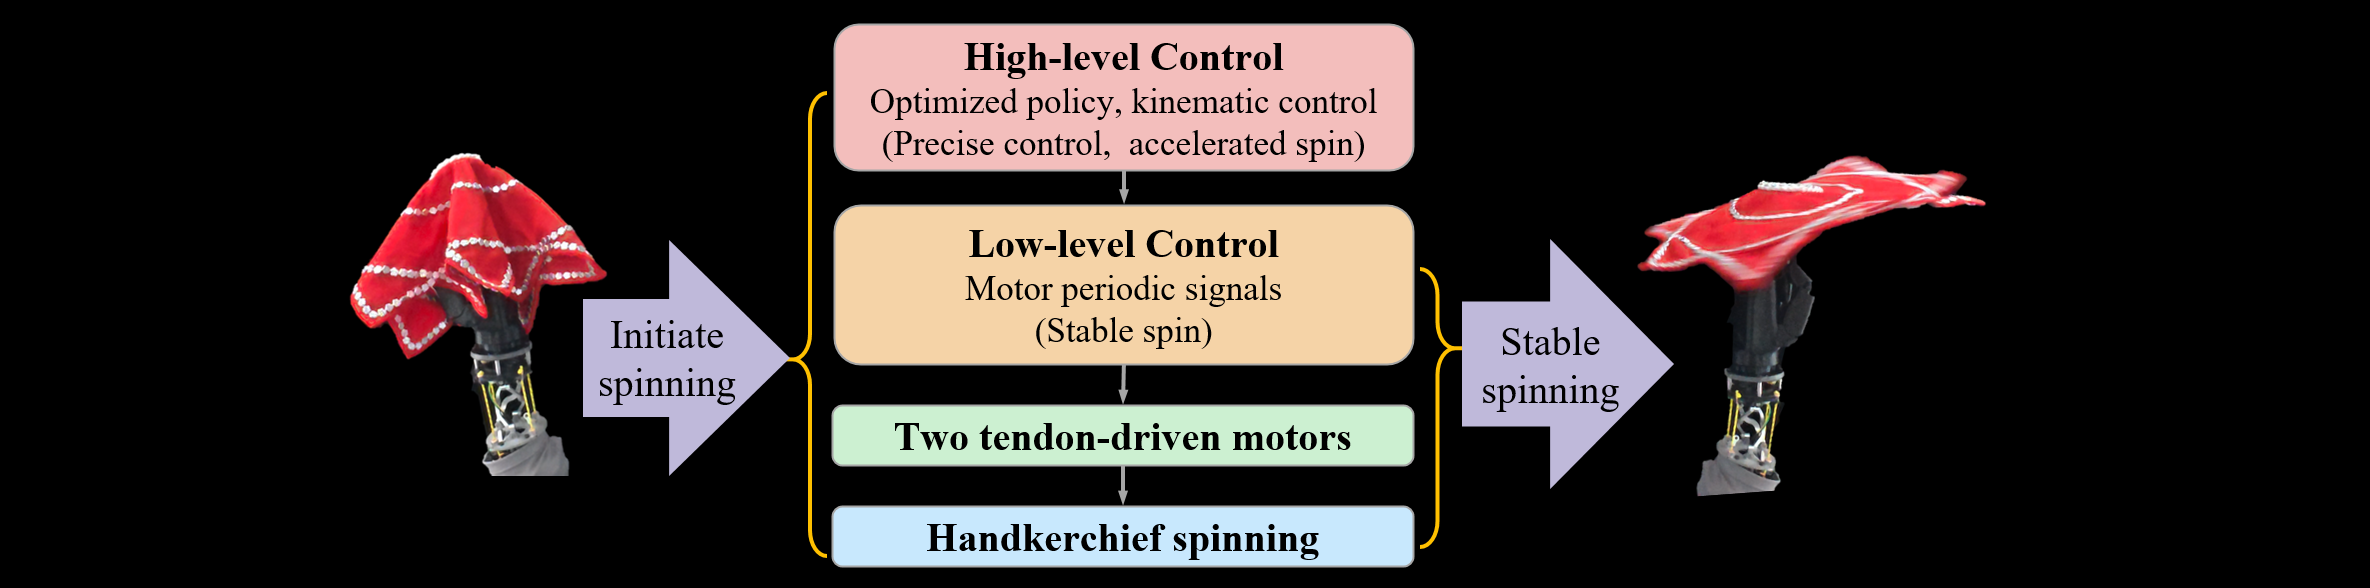 High-level Control
Optimized policy, kinematic control
(Precise control, accelerated spin)
Low-level Control
Motor periodic signals
(Stable spin)
Initiate
spinning
Stable
spinning
Two tendon-driven motors
Handkerchief spinning